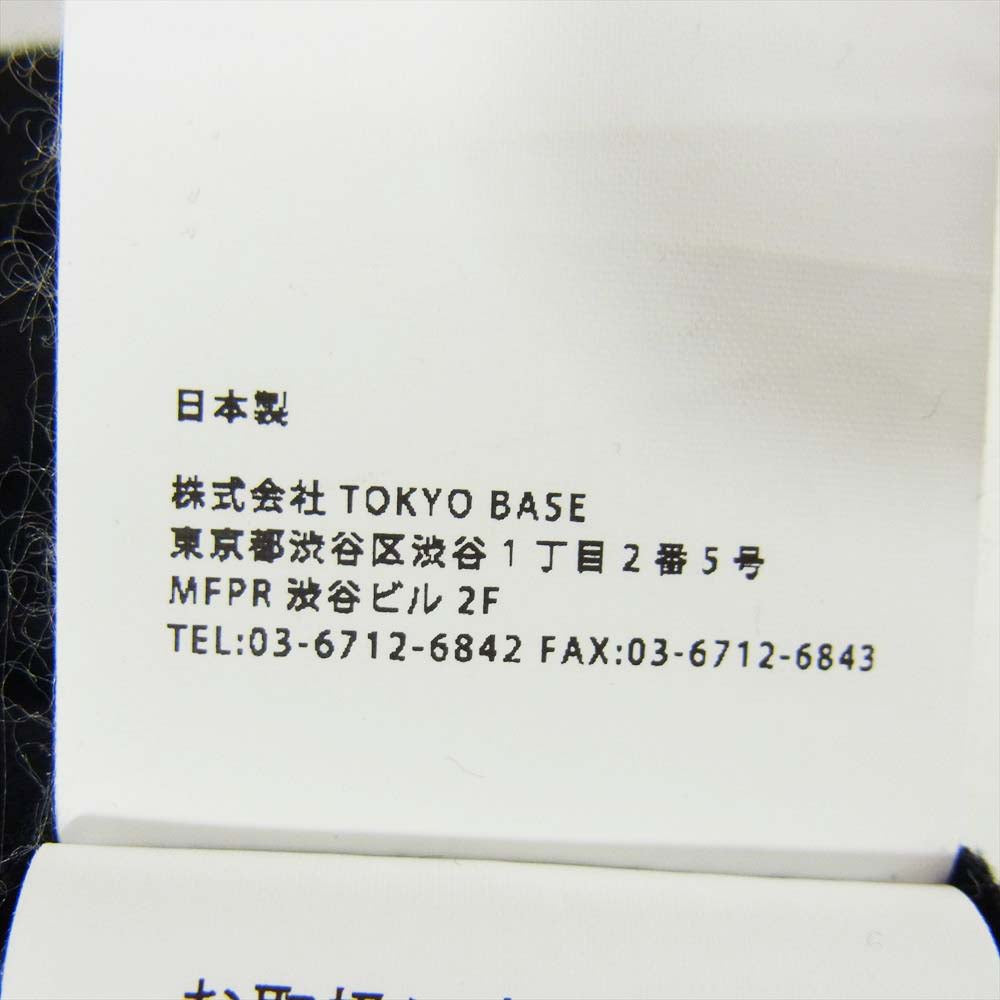 日本製
株式会社 TOKYO BASE
東京都渋谷区渋谷1丁目2番5号
MFPR 渋谷ビル 2F
TEL:03-6712-6842 FAX:03-6712-6843